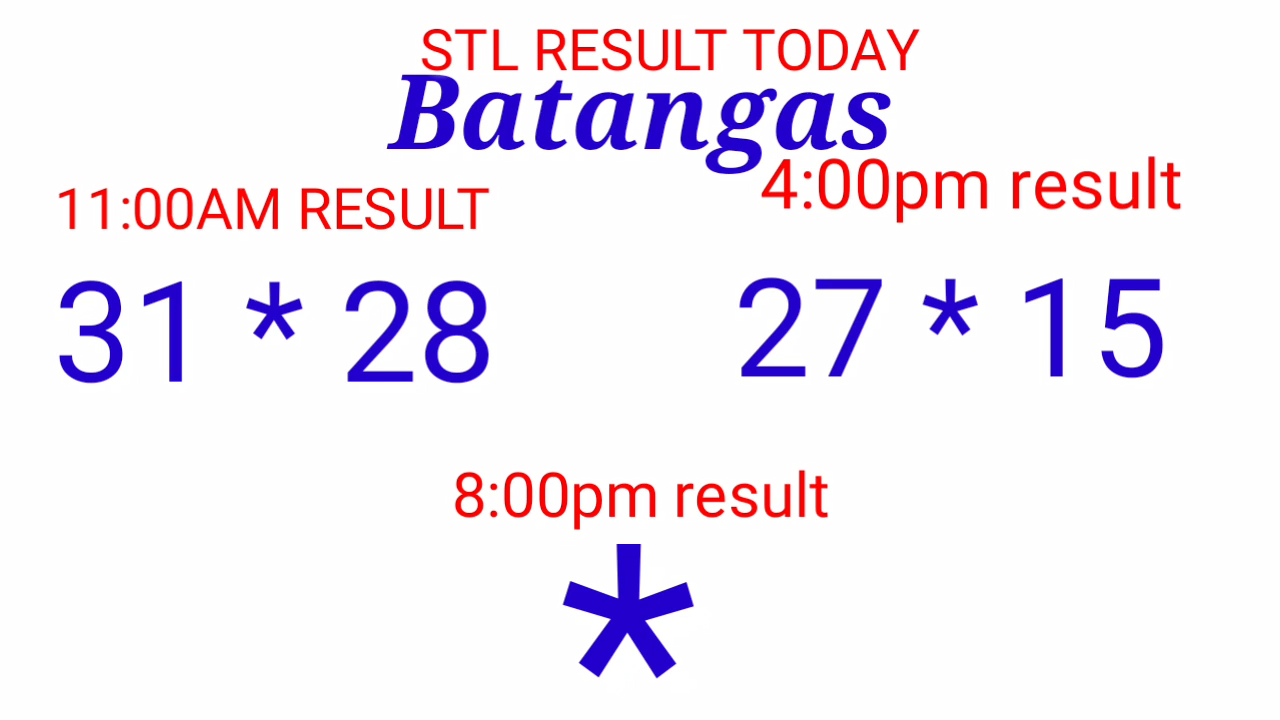 STL RESULT TODAY
Batangas
11:00AM RESULT
31 * 28
4:00pm result
27 * 15
8:00pm result
*